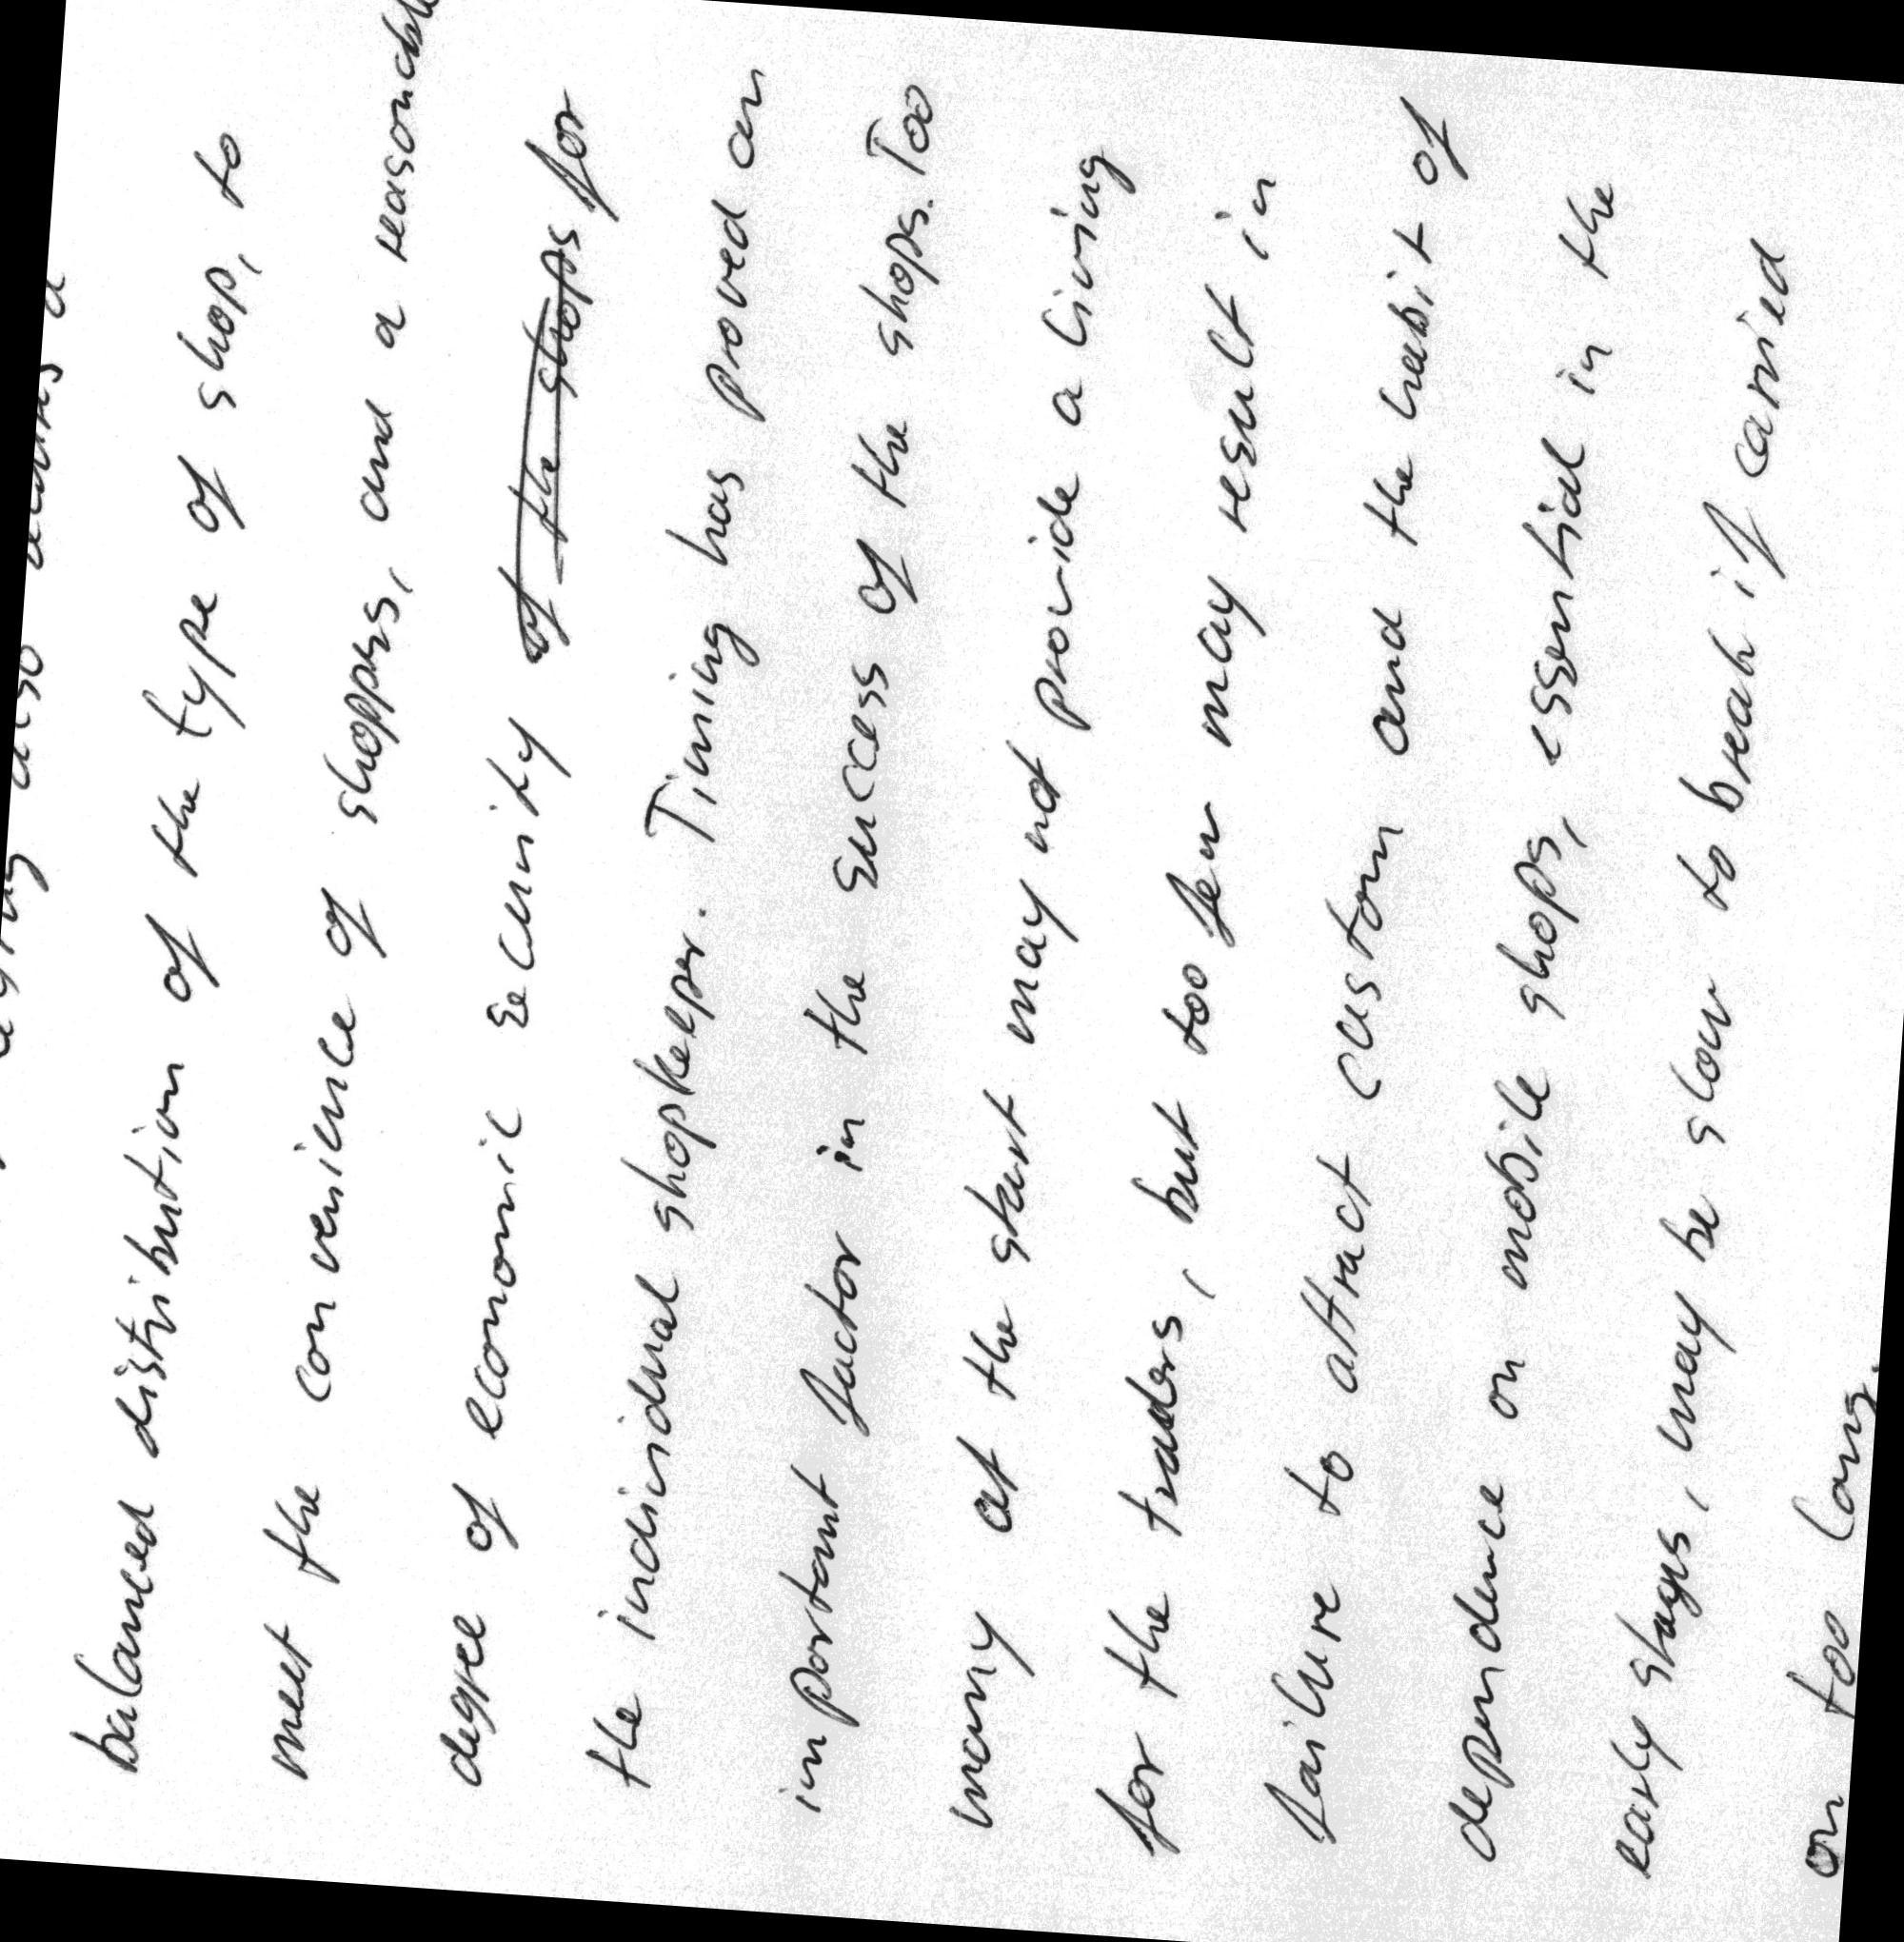 also
balanced distribution of the type of shop, to
meet the convenience of shoppers, and a reasonable
degree of economic security of the shops for
the individual shopkeeper. Timing has proved an
important factor in the success of the shops. Too
many at the start may not provide a living
for the traders, but too few may result in
failure to attract custom and the habit of
dependence on mobile shops, essential in the
early stages, may be slow to break if carried
on too long.